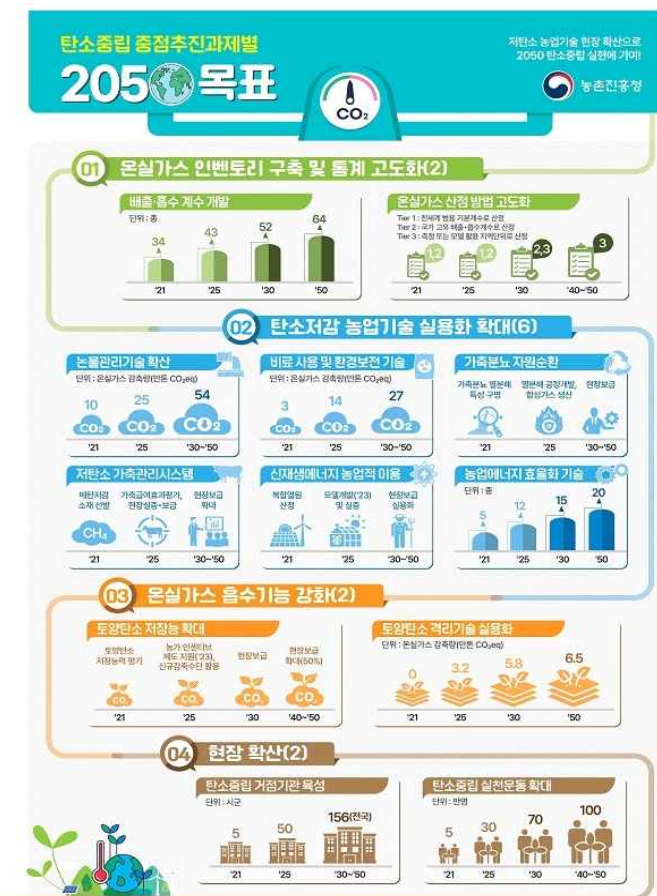 탄소중립 중점추진과제별
2050 목표
저탄소 농업기술 현장 확산으로
2050 탄소중립 실현에 기여!
농촌진흥청
CO₂
01 온실가스 인벤토리 구축 및 통계 고도화(2)
배출·흡수 계수 개발
단위 : 종
34 43 52 64
'21 '25 '30 '50
온실가스 산정 방법 고도화
Tier 1 : 전세계 범용 기본계수로 산정
Tier 2 : 국가 고유 배출·흡수계수로 산정
Tier 3 : 측정 또는 모델 활용 지역단위로 산정
1,2 1,2 2,3 3
'21 '25 '30 '40~'50
02 탄소저감 농업기술 실용화 확대(6)
논물관리기술 확산
단위 : 온실가스 감축량(만톤 CO₂eq)
10 25 54
CO₂ CO₂ CO₂
'21 '25 '30~'50
비료 사용 및 환경보전 기술
단위 : 온실가스 감축량(만톤 CO₂eq)
3 14 27
CO₂ CO₂ CO₂
'21 '25 '30~'50
가축분뇨 자원순환
가축분뇨 열분해 열분해 공정개발, 현장보급
특성 구명 합성가스 생산
'21 '25 '30~'50
저탄소 가축관리시스템
메탄저감 가축급여효과평가, 현장보급
소재 선발 현장실증·보급 확대
CH₄
'21 '25 '30~'50
신재생에너지 농업적 이용
복합열원 모델개발('23) 현장보급
산정 및 실증 실용화
'21 '25 '30~'50
농업에너지 효율화 기술
단위 : 종
5 12 15 20
'21 '25 '30 '50
03 온실가스 흡수기능 강화(2)
토양탄소 저장능 확대
토양탄소 농가 인센티브 현장보급 현장보급
저장능력 평가 제도 지원('23), 확대(50%)
신규감축수단 활용
CO₂ CO₂ CO₂ CO₂
'21 '25 '30 '40~'50
토양탄소 격리기술 실용화
단위 : 온실가스 감축량(만톤 CO₂eq)
0 3.2 5.8 6.5
'21 '25 '30 '50
04 현장 확산(2)
탄소중립 거점기관 육성
단위 : 시군
5 50 156(전국)
'21 '25 '30~'50
탄소중립 실천운동 확대
단위 : 만명
5 30 70 100
'21 '25 '30 '40~'50